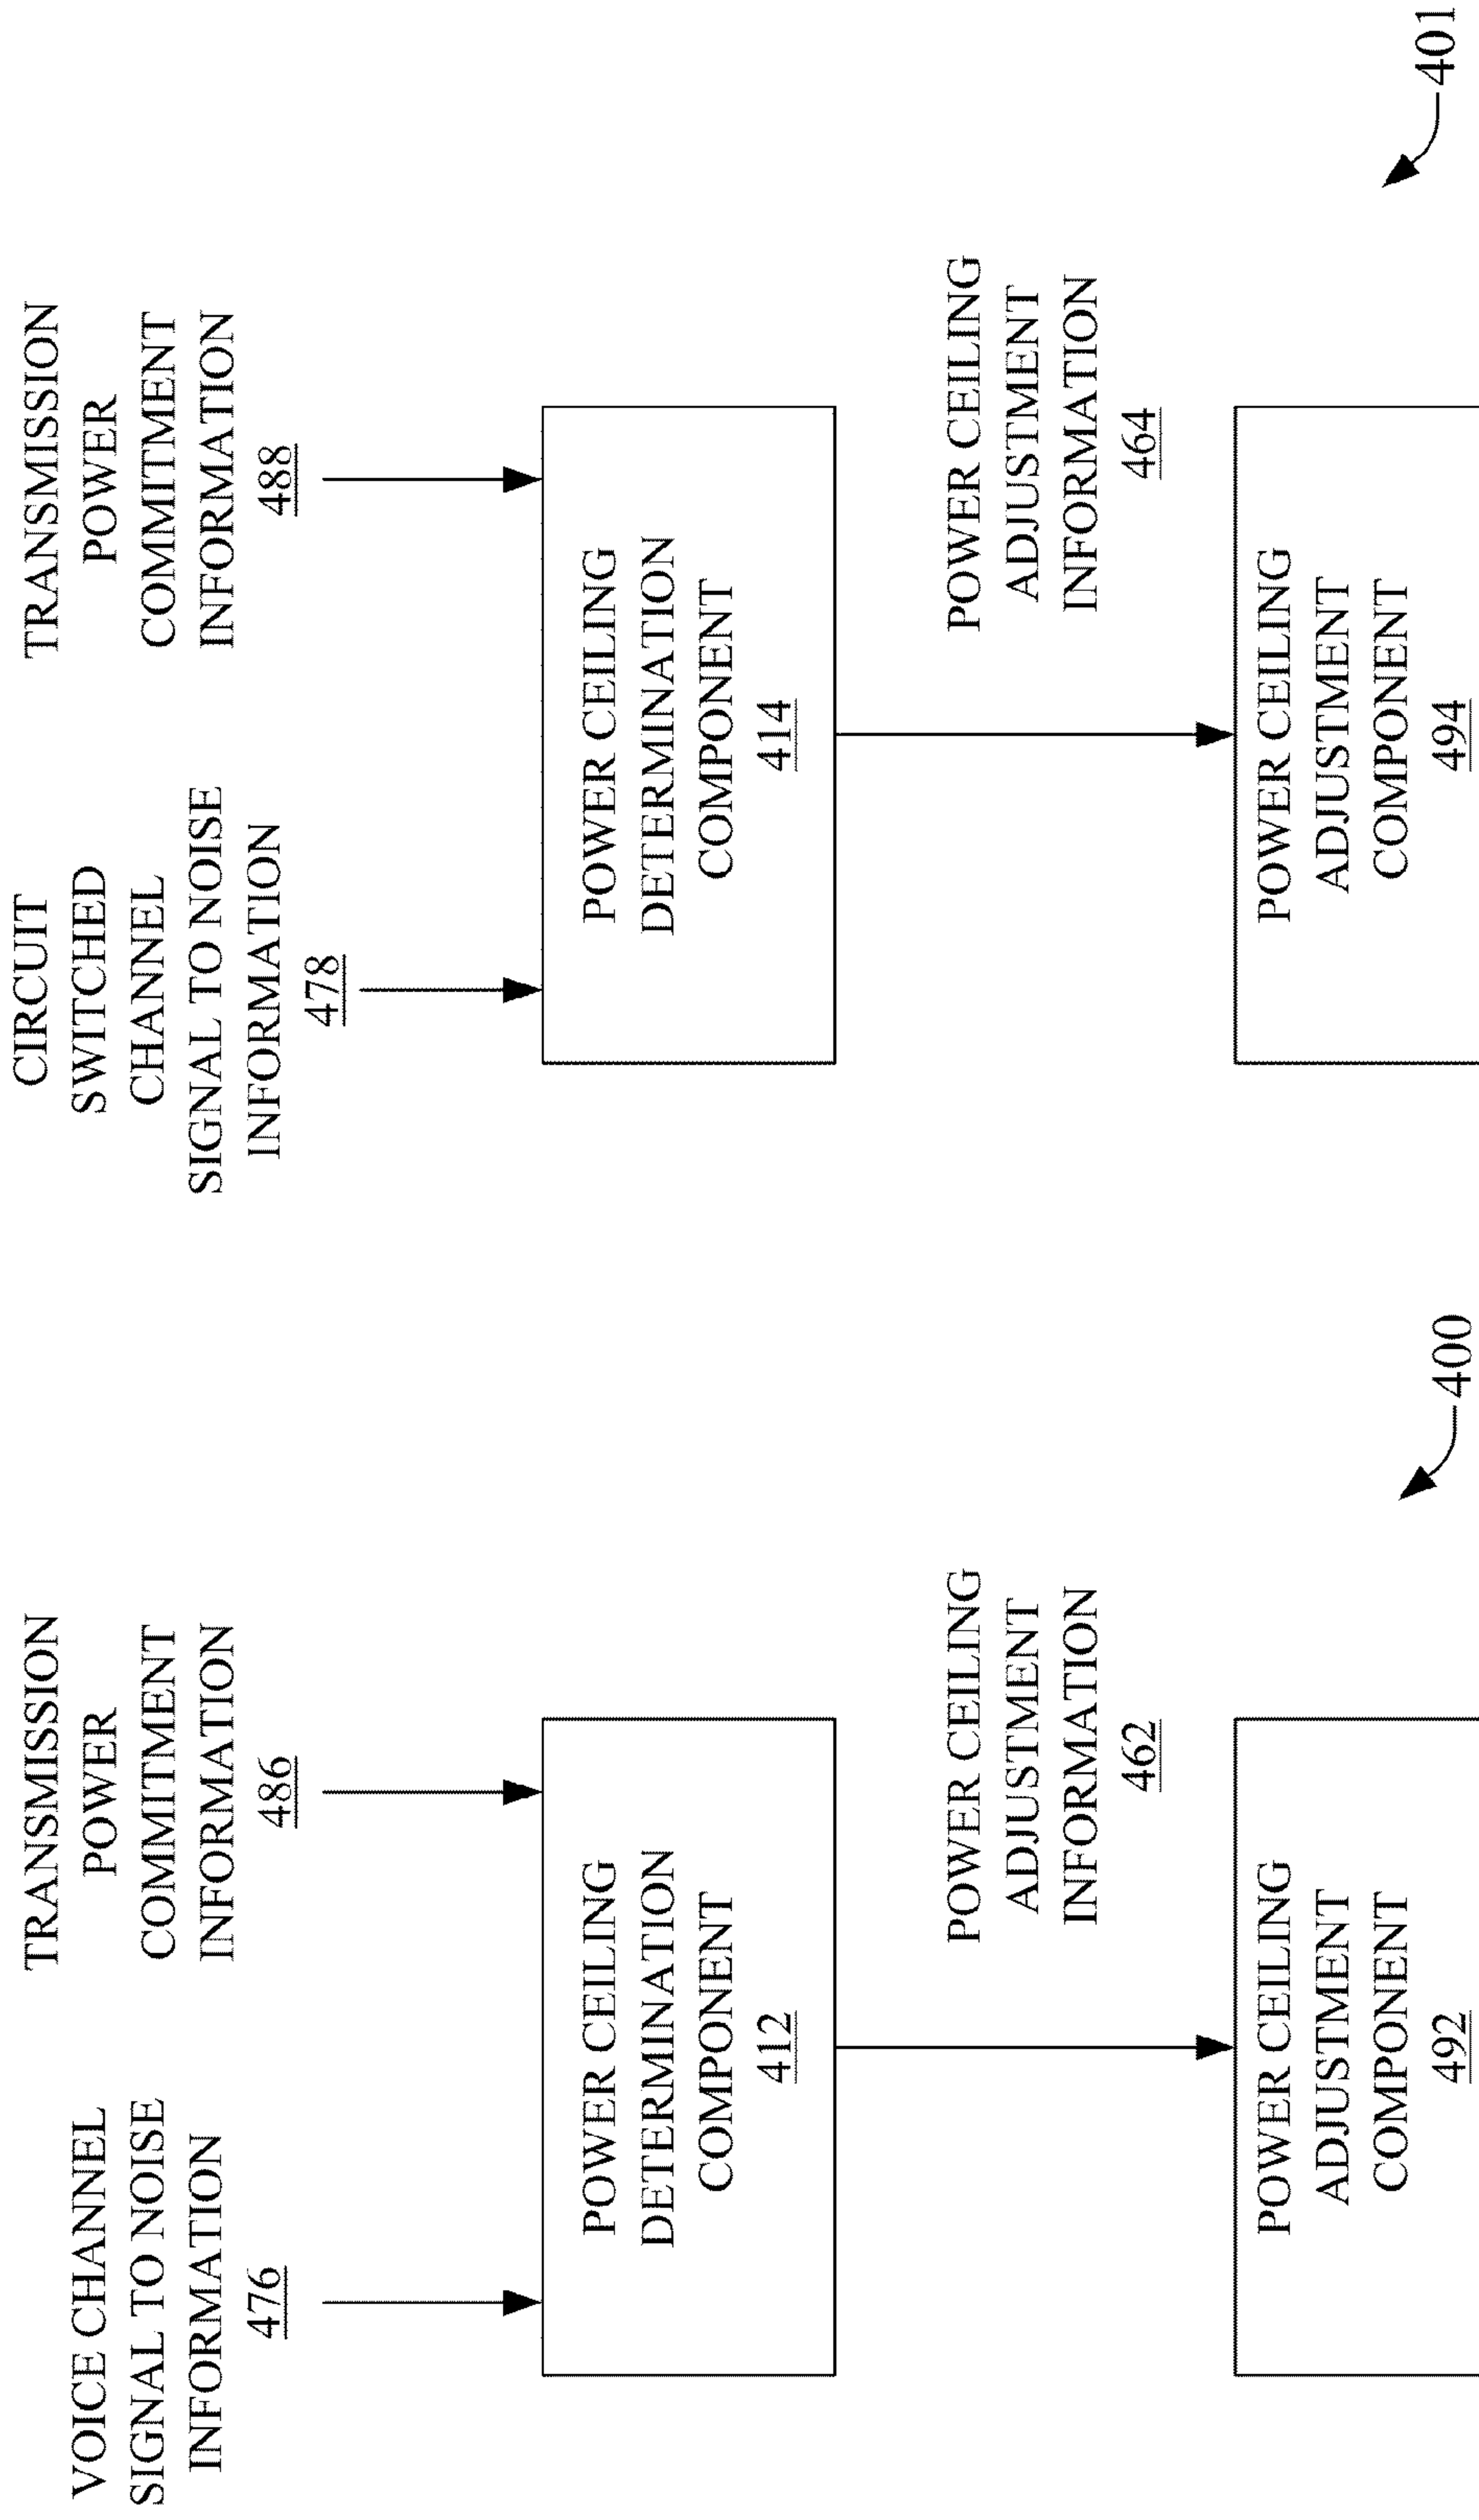 VOICE CHANNEL
SIGNAL TO NOISE
INFORMATION
476
TRANSMISSION
POWER
COMMITMENT
INFORMATION
486
POWER CEILING
DETERMINATION
COMPONENT
412
POWER CEILING
ADJUSTMENT
INFORMATION
462
POWER CEILING
ADJUSTMENT
COMPONENT
492
400
CIRCUIT
SWITCHED
CHANNEL
SIGNAL TO NOISE
INFORMATION
478
TRANSMISSION
POWER
COMMITMENT
INFORMATION
488
POWER CEILING
DETERMINATION
COMPONENT
414
POWER CEILING
ADJUSTMENT
INFORMATION
464
POWER CEILING
ADJUSTMENT
COMPONENT
494
401